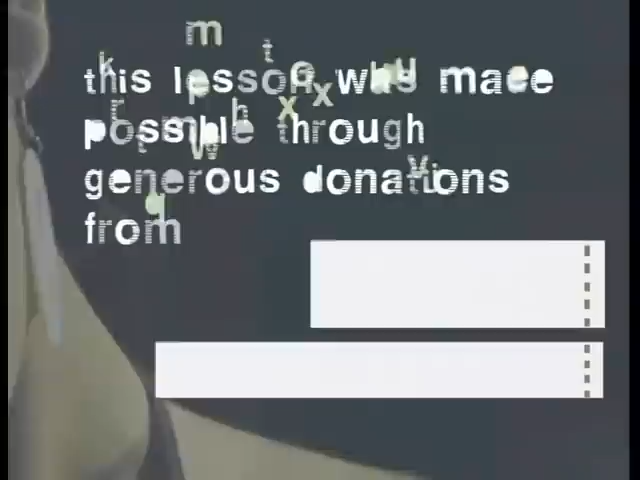 this lesson was made
possible through
generous donations
from